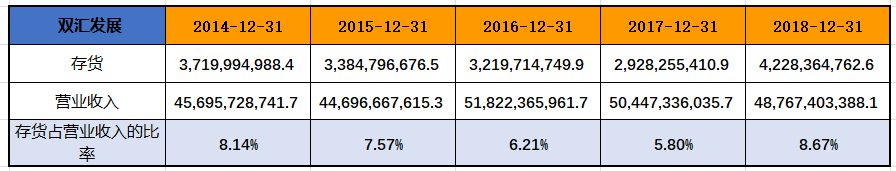 双汇发展 2014-12-31 2015-12-31 2016-12-31 2017-12-31 2018-12-31
存货 3,719,994,988.4 3,384,796,676.5 3,219,714,749.9 2,928,255,410.9 4,228,364,762.6
营业收入 45,695,728,741.7 44,696,667,615.3 51,822,365,961.7 50,447,336,035.7 48,767,403,388.1
存货占营业收入的比
率 8.14% 7.57% 6.21% 5.80% 8.67%